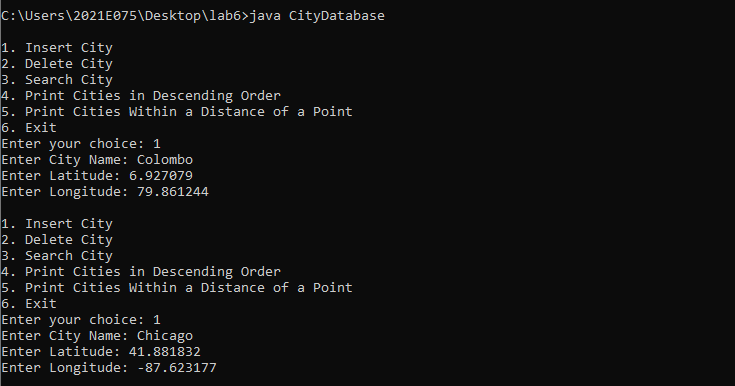 C:\Users\2021E075\Desktop\lab6>java CityDatabase
1. Insert City
2. Delete City
3. Search City
4. Print Cities in Descending Order
5. Print Cities Within a Distance of a Point
6. Exit
Enter your choice: 1
Enter City Name: Colombo
Enter Latitude: 6.927079
Enter Longitude: 79.861244
1. Insert City
2. Delete City
3. Search City
4. Print Cities in Descending Order
5. Print Cities Within a Distance of a Point
6. Exit
Enter your choice: 1
Enter City Name: Chicago
Enter Latitude: 41.881832
Enter Longitude: -87.623177